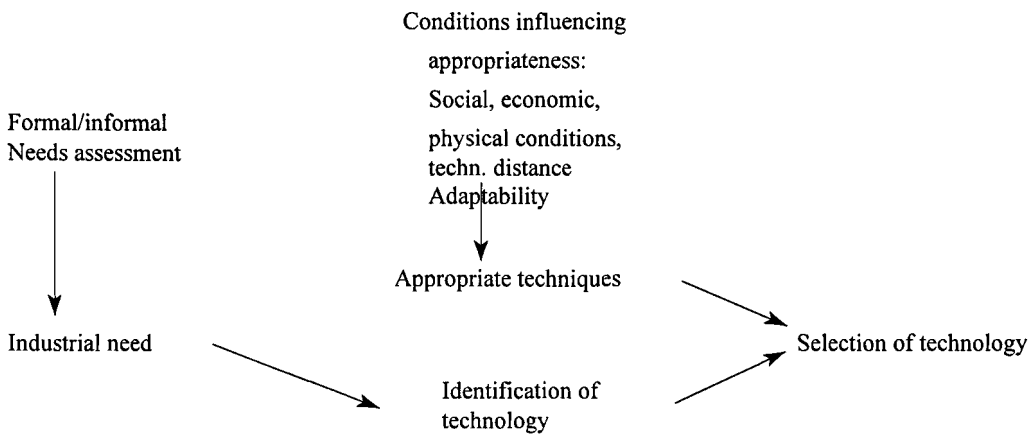 Conditions influencing
appropriateness:
Social, economic,
physical conditions,
techn. distance
Adaptability
Formal/informal
Needs assessment
Appropriate techniques
Industrial need
Selection of technology
Identification of
technology